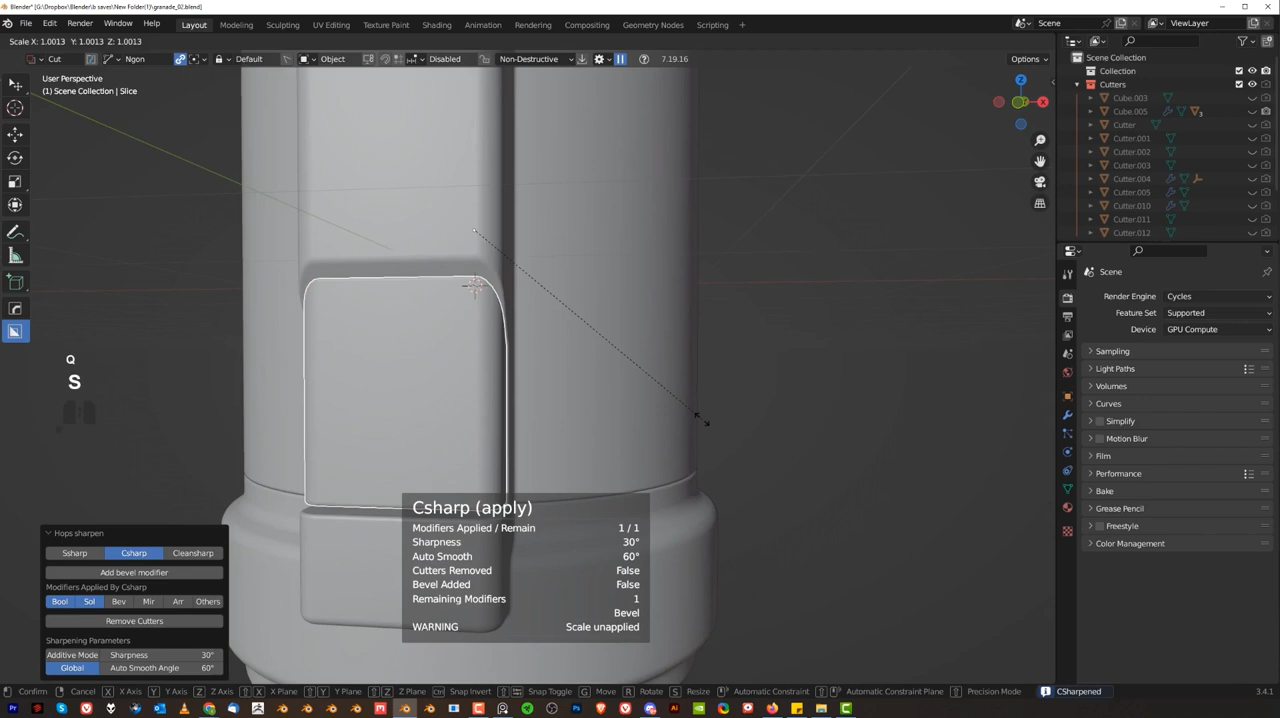 Blender* [G:\Dropbox\Blender\b saves\New Folder(1)\granade_02.blend]
File Edit Render Window Help Layout Modeling Sculpting UV Editing Texture Paint Shading Animation Rendering Compositing Geometry Nodes Scripting + Scene ViewLayer
Scale X: 1.0013 Y: 1.0013 Z: 1.0013
Cut Ngon Default Object Disabled Non-Destructive 7.19.16 Options
User Perspective
(1) Scene Collection | Slice
Q
S
Csharp (apply)
Modifiers Applied / Remain 1 / 1
Sharpness 30°
Auto Smooth 60°
Cutters Removed False
Bevel Added False
Remaining Modifiers 1
Bevel
WARNING Scale unapplied
Hops sharpen
Ssharp Csharp Cleansharp
Add bevel modifier
Modifiers Applied By Csharp
Bool Sol Bev Mir Arr Others
Remove Cutters
Sharpening Parameters
Additive Mode Sharpness 30°
Global Auto Smooth Angle 60°
Scene Collection
Collection
Cutters
Cube.003
Cube.005 3
Cutter
Cutter.001
Cutter.002
Cutter.003
Cutter.004
Cutter.005
Cutter.010
Cutter.011
Cutter.012
Scene
Render Engine Cycles
Feature Set Supported
Device GPU Compute
Sampling
Light Paths
Volumes
Curves
Simplify
Motion Blur
Film
Performance
Bake
Grease Pencil
Freestyle
Color Management
Confirm Cancel X X Axis Y Y Axis Z Z Axis X X Plane Y Y Plane Z Z Plane Ctrl Snap Invert Snap Toggle G Move R Rotate S Resize Automatic Constraint Automatic Constraint Plane Precision Mode CSharpened 3.4.1